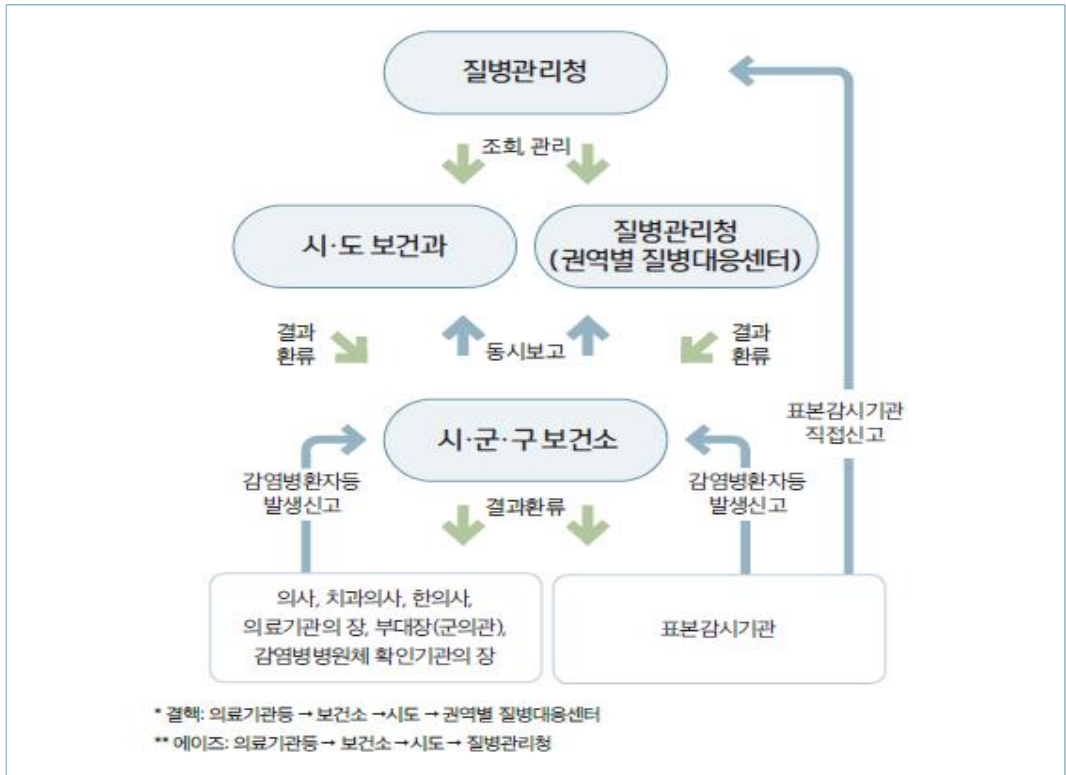 질병관리청
조회, 관리
시·도 보건과
질병관리청
(권역별 질병대응센터)
결과
환류
동시보고
결과
환류
표본감시기관
직접신고
시·군·구 보건소
감염병환자등
발생신고
결과환류
감염병환자등
발생신고
의사, 치과의사, 한의사,
의료기관의 장, 부대장(군의관),
감염병병원체 확인기관의 장
표본감시기관
* 결핵: 의료기관등 → 보건소 →시도 → 권역별 질병대응센터
** 에이즈: 의료기관등 → 보건소 →시도 → 질병관리청